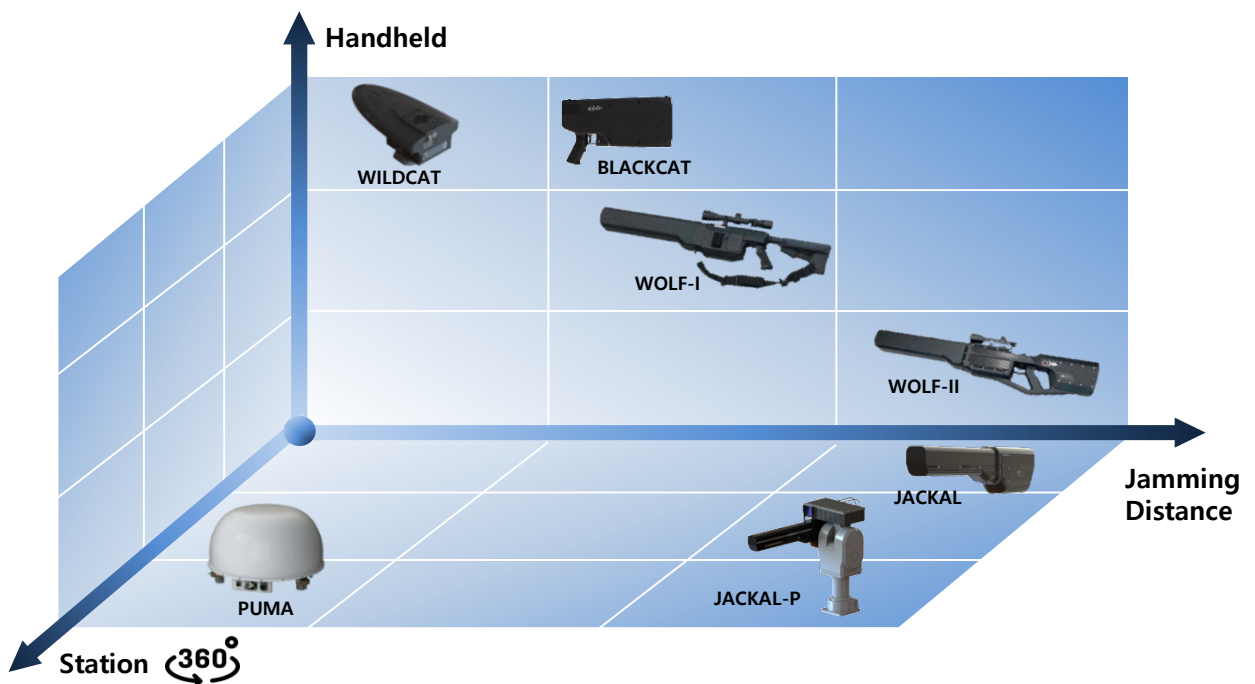 Handheld
WILDCAT
BLACKCAT
WOLF-I
WOLF-II
JACKAL
Jamming
Distance
PUMA
JACKAL-P
Station 360°